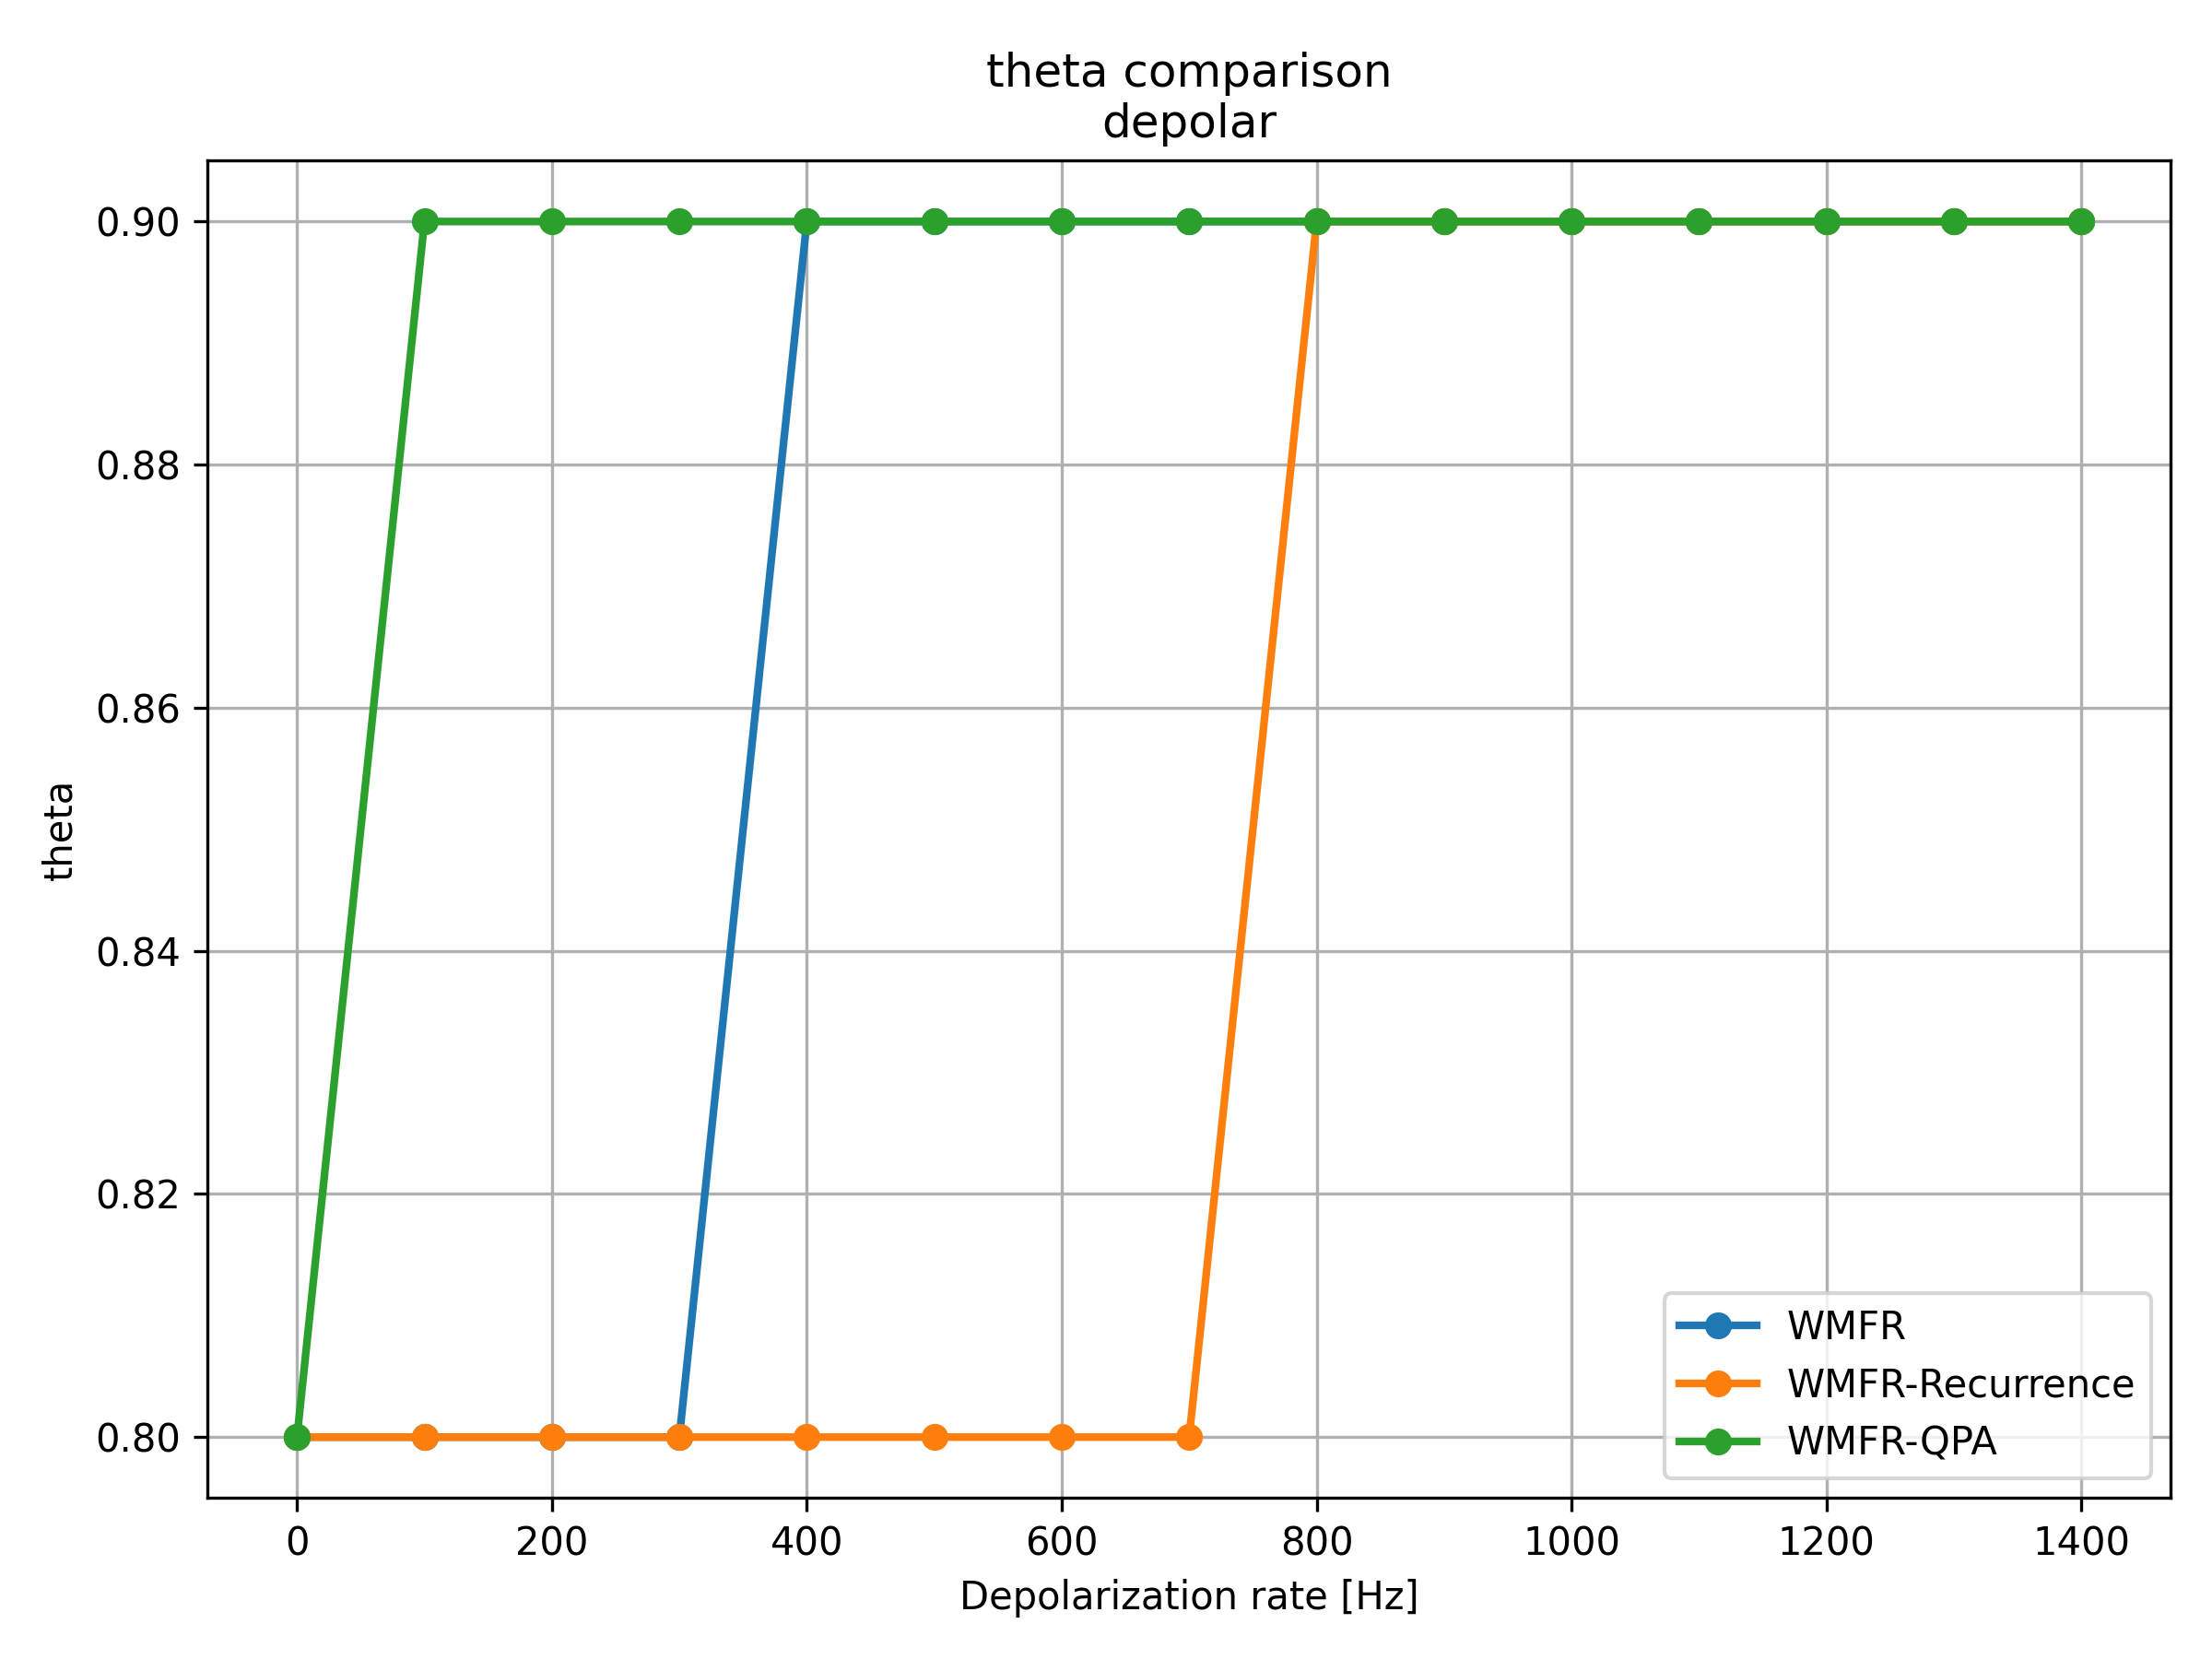 theta comparison
depolar
0.90
0.88
0.86
0.84
0.82
0.80
theta
0 200 400 600 800 1000 1200 1400
Depolarization rate [Hz]
WMFR
WMFR-Recurrence
WMFR-QPA